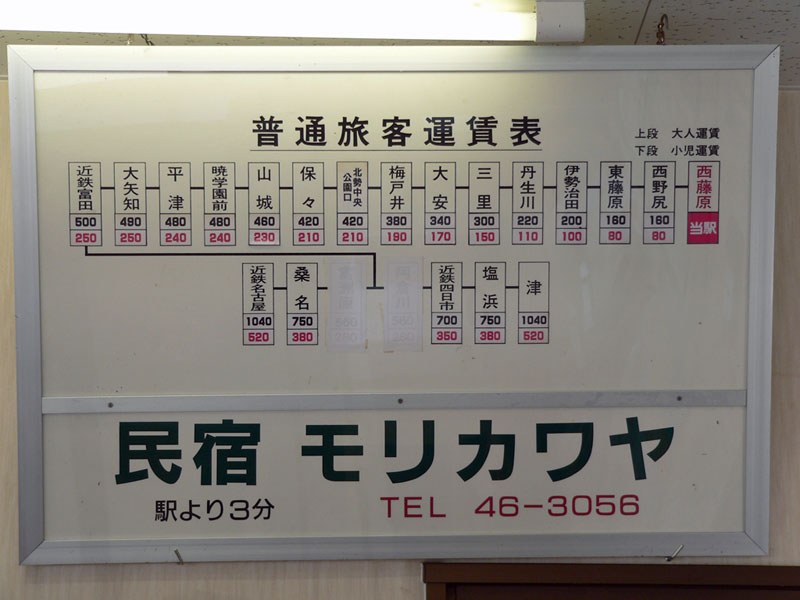 普通旅客運賃表
上段 大人運賃
下段 小児運賃
近鉄富田 大矢知 平津 暁学園前 山城 保々 北勢中央公園口 梅戸井 大安 三里 丹生川 伊勢治田 東藤原 西野尻 西藤原
500 490 480 480 460 420 420 380 340 300 220 200 160 160 当駅
250 250 240 240 230 210 210 190 170 150 110 100 80 80
近鉄名古屋 桑名 近鉄四日市 塩浜 津
1040 750 560 560 700 750 1040
520 380 280 280 350 380 520
民宿 モリカワヤ
駅より3分 TEL 46-3056